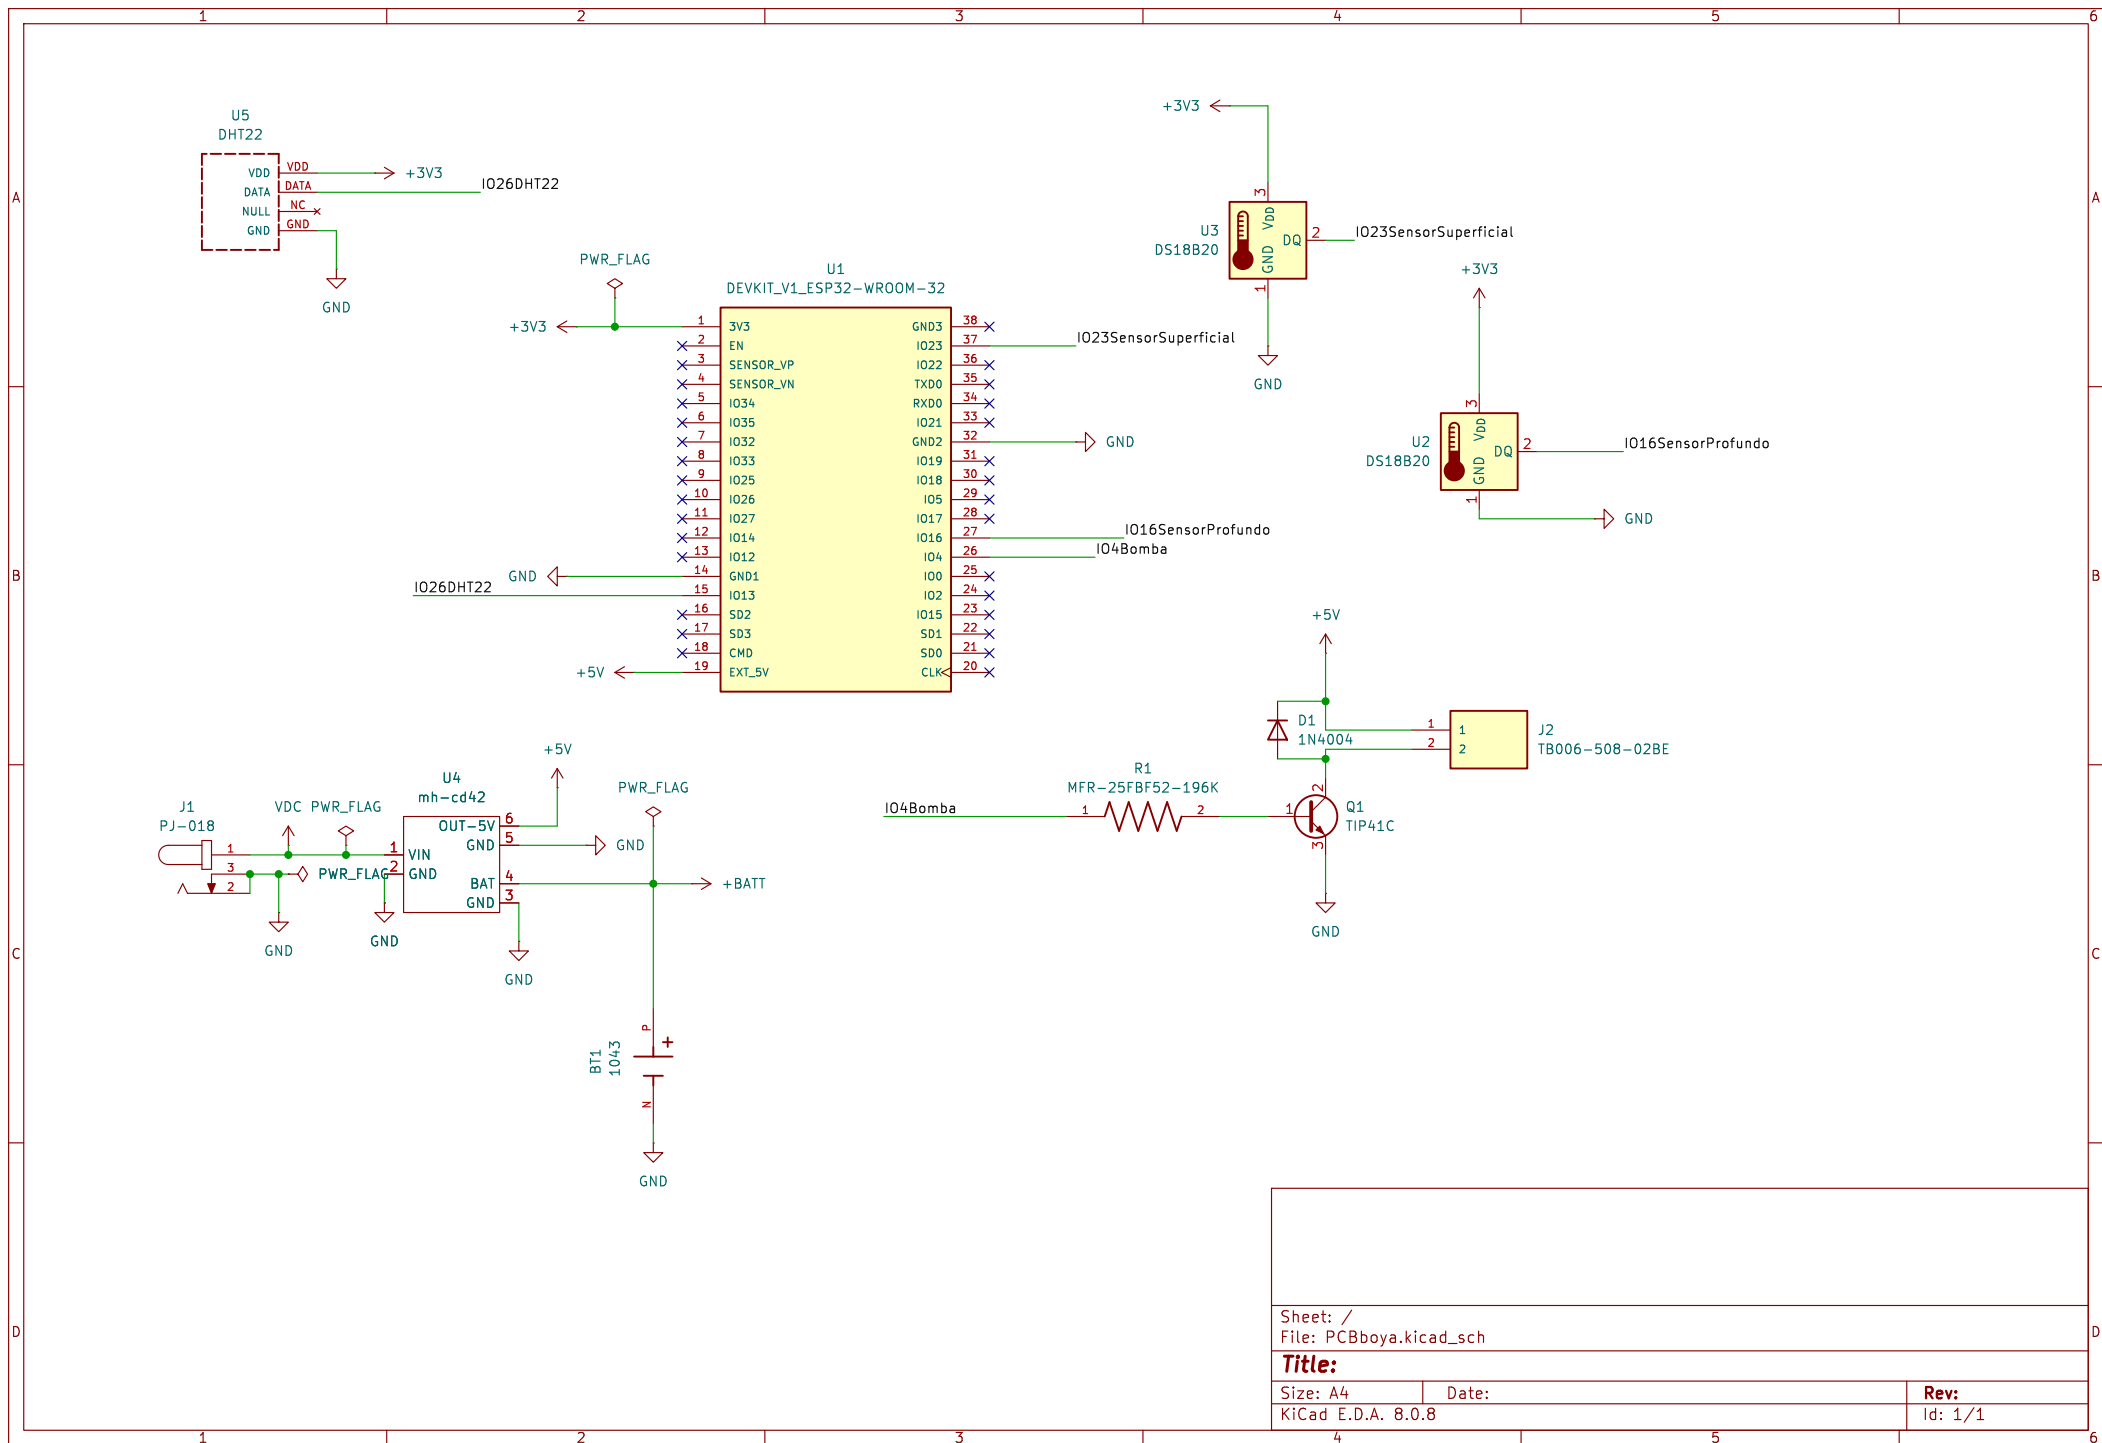 1 2 3 4 5 6
A
B
C
D
A
B
C
D
1 2 3 4 5 6
U5
DHT22
VDD VDD +3V3
DATA DATA IO26DHT22
NULL NC
GND GND
GND
PWR_FLAG
+3V3
U1
DEVKIT_V1_ESP32-WROOM-32
1 3V3
2 EN
3 SENSOR_VP
4 SENSOR_VN
5 IO34
6 IO35
7 IO32
8 IO33
9 IO25
10 IO26
11 IO27
12 IO14
13 IO12
GND 14 GND1
IO26DHT22 15 IO13
16 SD2
17 SD3
18 CMD
+5V 19 EXT_5V
GND3 38
IO23 37 IO23SensorSuperficial
IO22 36
TXD0 35
RXD0 34
IO21 33
GND2 32 GND
IO19 31
IO18 30
IO5 29
IO17 28
IO16 27 IO16SensorProfundo
IO4 26 IO4Bomba
IO0 25
IO2 24
IO15 23
SD1 22
SD0 21
CLK 20
+3V3
U3
DS18B20
3
VDD
DQ 2 IO23SensorSuperficial
GND
1
GND
+3V3
U2
DS18B20
3
VDD
DQ 2 IO16SensorProfundo
GND
1
GND
+5V
D1
1N4004
1 1
2 2
J2
TB006-508-02BE
R1
MFR-25FBF52-196K
IO4Bomba 1 2
1
2
3
Q1
TIP41C
GND
J1
PJ-018
1
3
2
VDC PWR_FLAG
PWR_FLAG
GND
GND
U4
mh-cd42
1 VIN
2 GND
OUT-5V 6
GND 5
BAT 4
GND 3
+5V
GND
PWR_FLAG
+BATT
GND
BT1
1043
P
+
N
GND
Sheet: /
File: PCBboya.kicad_sch
Title:
Size: A4 Date: Rev:
KiCad E.D.A. 8.0.8 Id: 1/1